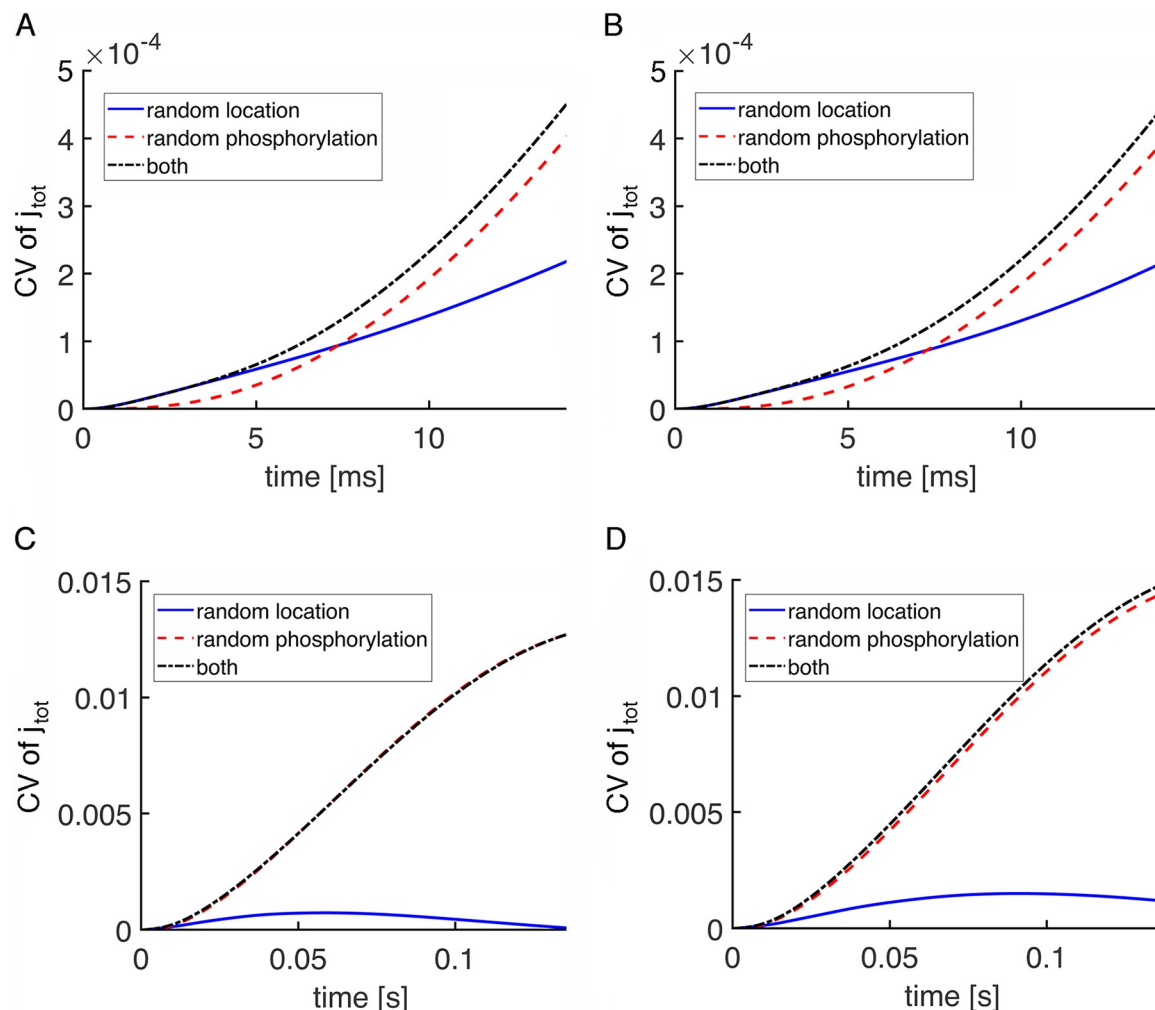 A
×10⁻⁴
5
4
3
2
1
0
CV of j_tot
random location
random phosphorylation
both
0
5
10
time [ms]
B
×10⁻⁴
5
4
3
2
1
0
CV of j_tot
random location
random phosphorylation
both
0
5
10
time [ms]
C
0.015
0.01
0.005
0
CV of j_tot
random location
random phosphorylation
both
0
0.05
0.1
time [s]
D
0.015
0.01
0.005
0
CV of j_tot
random location
random phosphorylation
both
0
0.05
0.1
time [s]